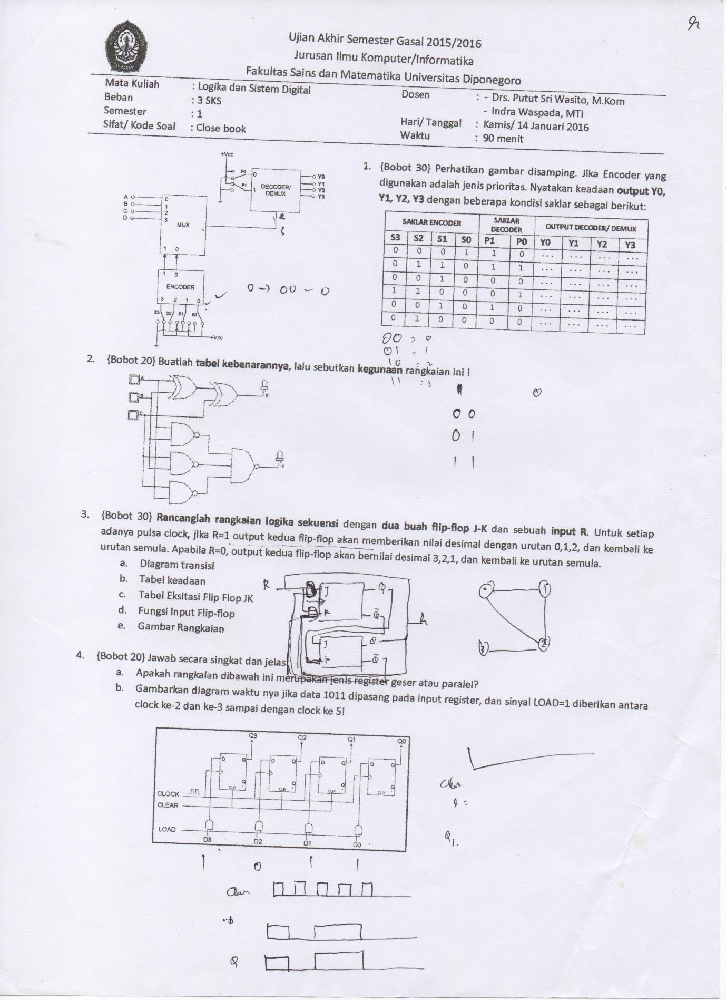 Ujian Akhir Semester Gasal 2015/2016
Jurusan Ilmu Komputer/Informatika
Fakultas Sains dan Matematika Universitas Diponegoro
Mata Kuliah : Logika dan Sistem Digital
Beban : 3 SKS
Semester : 1
Sifat/ Kode Soal : Close book
Dosen : - Drs. Putut Sri Wasito, M.Kom
- Indra Waspada, MTI
Hari/ Tanggal : Kamis/ 14 Januari 2016
Waktu : 90 menit
+Vcc
P0 0
P1 1
DECODER/
DEMUX
Y0
Y1
Y2
Y3
A 0
B 1
C 2
D 3
MUX
1 0
1 0
ENCODER
3 2 1 0
S3 S2 S1 S0
+Vcc
0 → 00 - 0
1. {Bobot 30} Perhatikan gambar disamping. Jika Encoder yang
digunakan adalah jenis prioritas. Nyatakan keadaan output Y0,
Y1, Y2, Y3 dengan beberapa kondisi saklar sebagai berikut:
SAKLAR ENCODER SAKLAR DECODER OUTPUT DECODER/ DEMUX
S3 S2 S1 S0 P1 P0 Y0 Y1 Y2 Y3
0 0 0 1 1 0 ... ... ... ...
0 1 1 0 1 1 ... ... ... ...
0 0 1 0 0 0 ... ... ... ...
1 1 0 0 0 1 ... ... ... ...
0 0 1 0 1 0 ... ... ... ...
0 1 0 0 0 0 ... ... ... ...
00 = 0
01 = 1
10 = 2
11 = 3
2. {Bobot 20} Buatlah tabel kebenarannya, lalu sebutkan kegunaan rangkaian ini !
A
B
C
X
Y
0
0 0
0 1
1 1
3. {Bobot 30} Rancanglah rangkaian logika sekuensi dengan dua buah flip-flop J-K dan sebuah input R. Untuk setiap
adanya pulsa clock, jika R=1 output kedua flip-flop akan memberikan nilai desimal dengan urutan 0,1,2, dan kembali ke
urutan semula. Apabila R=0, output kedua flip-flop akan bernilai desimal 3,2,1, dan kembali ke urutan semula.
a. Diagram transisi
b. Tabel keadaan
c. Tabel Eksitasi Flip Flop JK
d. Fungsi Input Flip-flop
e. Gambar Rangkaian
R
J Q
K Q̄
R
J Q
K Q̄
1
3
2
4. {Bobot 20} Jawab secara singkat dan jelas
a. Apakah rangkaian dibawah ini merupakan jenis register geser atau paralel?
b. Gambarkan diagram waktu nya jika data 1011 dipasang pada input register, dan sinyal LOAD=1 diberikan antara
clock ke-2 dan ke-3 sampai dengan clock ke 5!
Q3 Q2 Q1 Q0
D Q D Q D Q D Q
Q Q Q Q
CLR CLR CLR CLR
CLOCK
CLEAR
LOAD
D3 D2 D1 D0
1 0 1 1
Q3.
Q